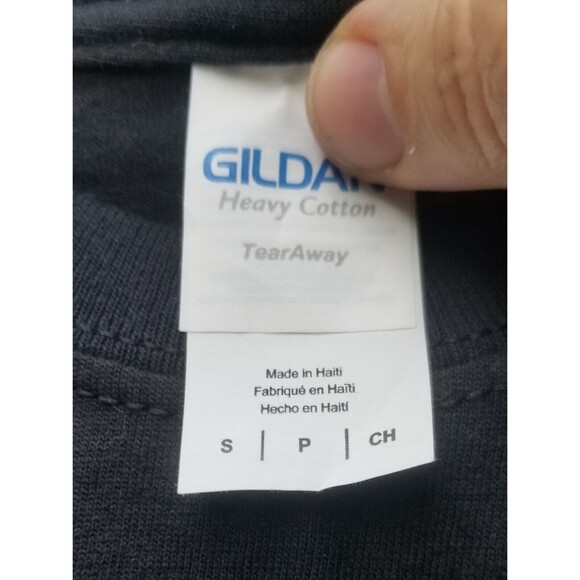 GILDAN
Heavy Cotton
TearAway
Made in Haiti
Fabriqué en Haïti
Hecho en Haití
S | P | CH